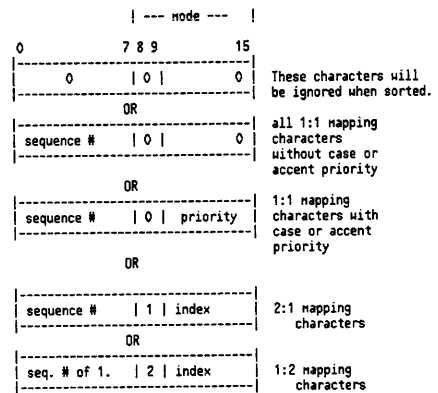 | --- mode --- |
0 7 8 9 15
0 | 0 | 0 | These characters will
be ignored when sorted.
OR
all 1:1 mapping
sequence # | 0 | 0 | characters
without case or
accent priority
OR
sequence # | 0 | priority | 1:1 mapping
characters with
case or accent
priority
OR
sequence # | 1 | index | 2:1 mapping
characters
OR
seq. # of 1. | 2 | index | 1:2 mapping
characters